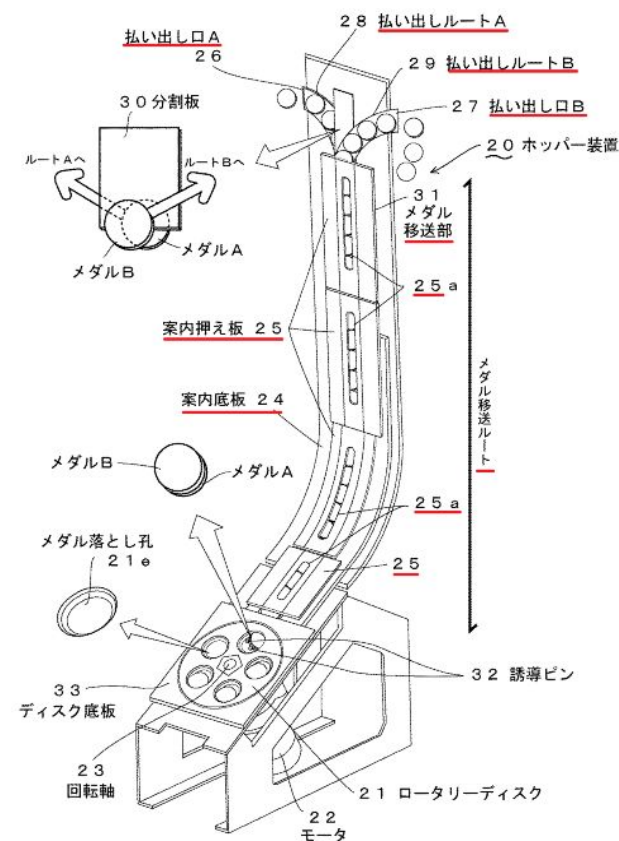 払い出し口A
26
28 払い出しルートA
29 払い出しルートB
27 払い出し口B
20 ホッパー装置
30分割板
ルートAへ
ルートBへ
メダルB
メダルA
31
メダル
移送部
25a
案内押え板 25
案内底板 24
メダル移送ルート
メダルB
メダルA
25a
メダル落とし孔
21e
25
32 誘導ピン
33
ディスク底板
23
回転軸
21 ロータリーディスク
22
モータ